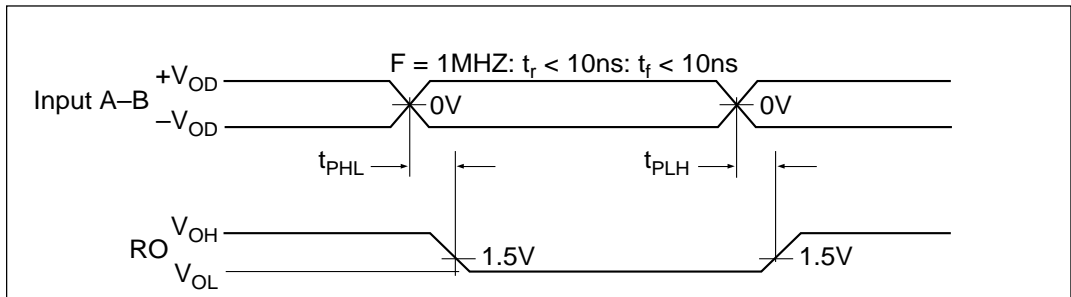 F = 1MHZ: tr < 10ns: tf < 10ns
+VOD
Input A–B
0V
0V
–VOD
tPHL
tPLH
VOH
RO
1.5V
1.5V
VOL